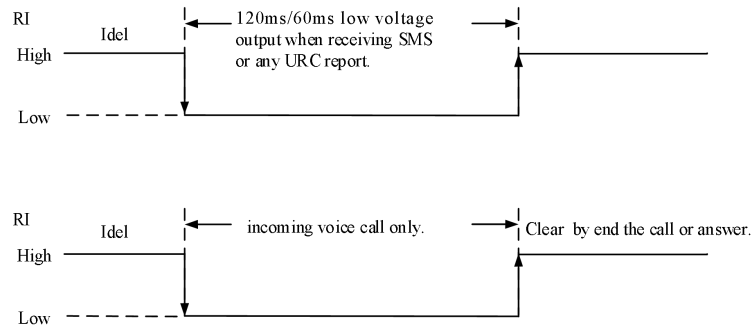 RI
Idel
120ms/60ms low voltage
output when receiving SMS
or any URC report.
High
Low
RI
Idel
incoming voice call only.
Clear by end the call or answer.
High
Low